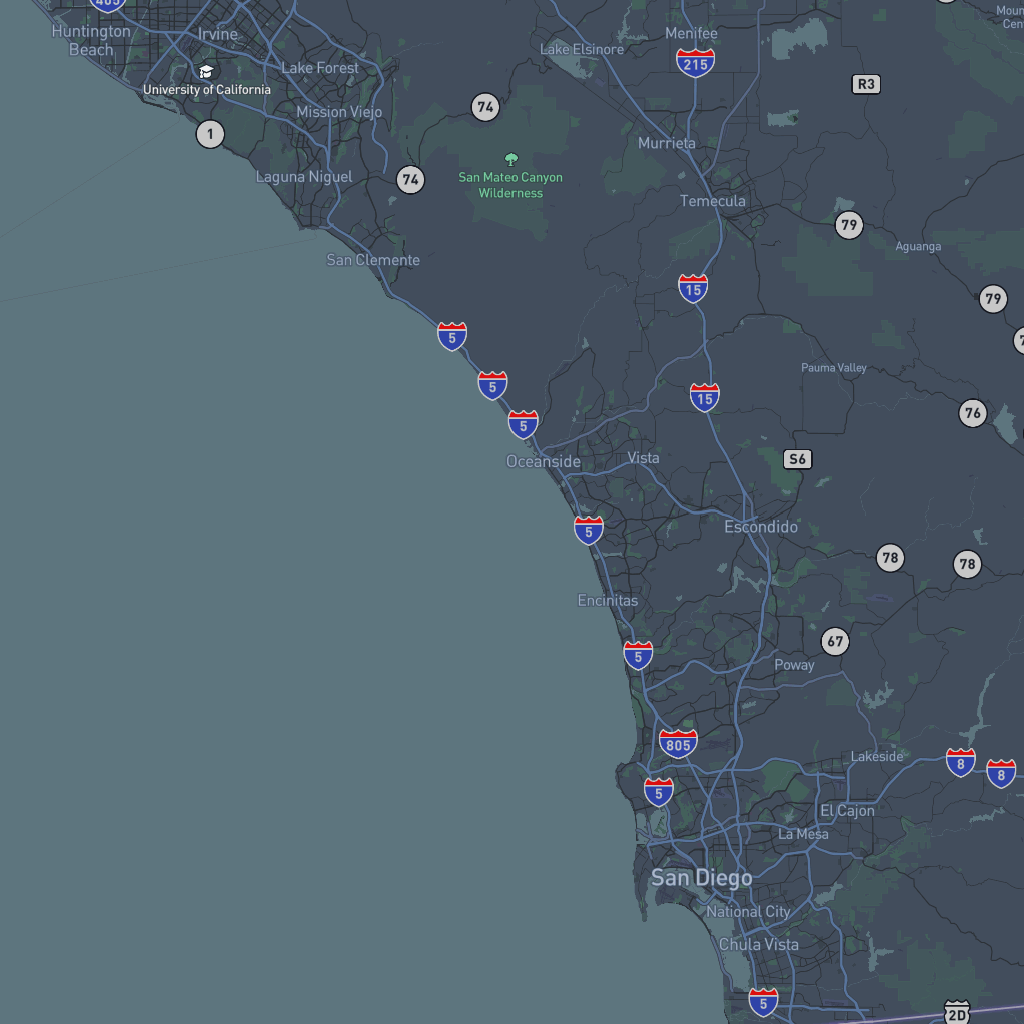 405
Huntington
Beach
Irvine
Lake Elsinore
Menifee
215
Lake Forest
R3
University of California
74
Mission Viejo
1
Murrieta
Laguna Niguel
74
San Mateo Canyon
Wilderness
Temecula
79
Aguanga
San Clemente
15
79
5
Pauma Valley
5
15
76
5
Oceanside
Vista
S6
5
Escondido
78
78
Encinitas
67
5
Poway
805
Lakeside
8
8
5
El Cajon
La Mesa
San Diego
National City
Chula Vista
5
2D